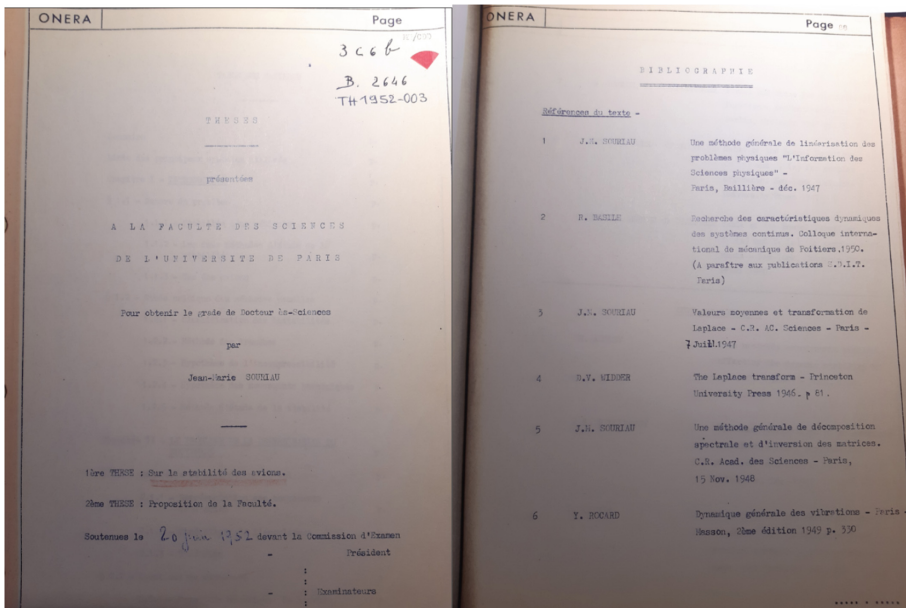 ONERA
Page
3 C 6 b
B. 2646
TH 1952-003
THESES
présentées
A LA FACULTE DES SCIENCES
DE L'UNIVERSITE DE PARIS
Pour obtenir le grade de Docteur ès-Sciences
par
Jean-Marie SOURIAU
1ère THESE : Sur la stabilité des avions.
2ème THESE : Proposition de la Faculté.
Soutenues le 20 juin 1952 devant la Commission d'Examen
- Président
:
:
- : Examinateurs
:
ONERA
Page
BIBLIOGRAPHIE
Références du texte -
1 J.M. SOURIAU Une méthode générale de linéarisation des
problèmes physiques "L'Information des
Sciences physiques" -
Paris, Baillière - déc. 1947
2 R. BASILE Recherche des caractéristiques dynamiques
des systèmes continus. Colloque interna-
tional de mécanique de Poitiers.1950.
(A paraître aux publications S.D.I.T.
Paris)
3 J.M. SOURIAU Valeurs moyennes et transformation de
Laplace - C.R. AC. Sciences - Paris -
7 Juil.1947
4 D.V. WIDDER The Laplace transform - Princeton
University Press 1946. p 81.
5 J.M. SOURIAU Une méthode générale de décomposition
spectrale et d'inversion des matrices.
C.R. Acad. des Sciences - Paris,
15 Nov. 1948
6 Y. ROCARD Dynamique générale des vibrations - Paris -
Masson, 2ème édition 1949 p. 330
..... . .....